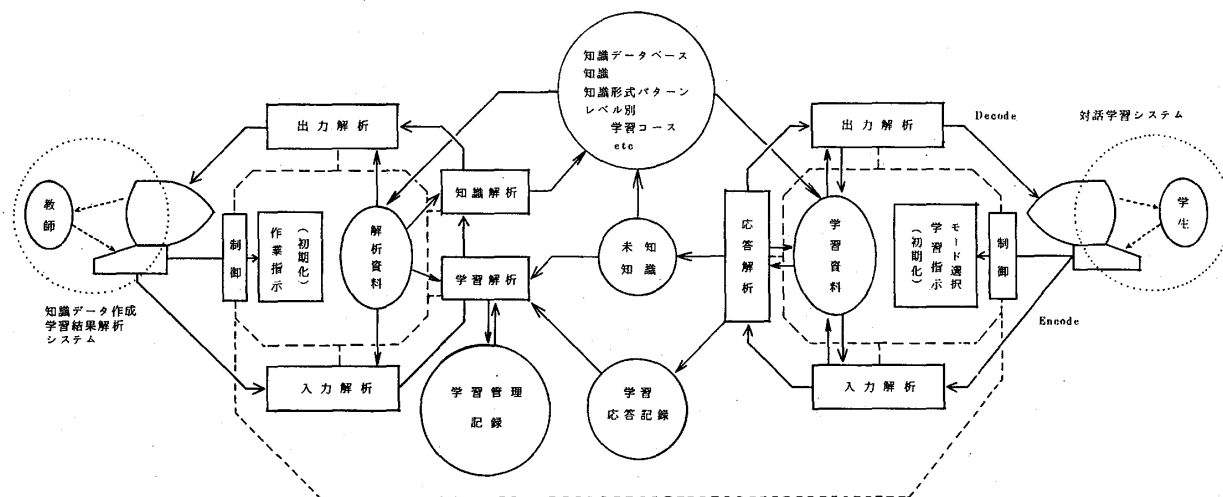 知識データベース
知識
知識形式パターン
レベル別
学習コース
etc
出力解析
知識解析
教師
制御
作業指示
(初期化)
解析資料
学習解析
知識データ作成
学習結果解析
システム
入力解析
学習管理
記録
未知
知識
学習
応答記録
出力解析
Decode
対話学習システム
応答解析
学習資料
モード選択
学習指示
(初期化)
制御
学生
Encode
入力解析